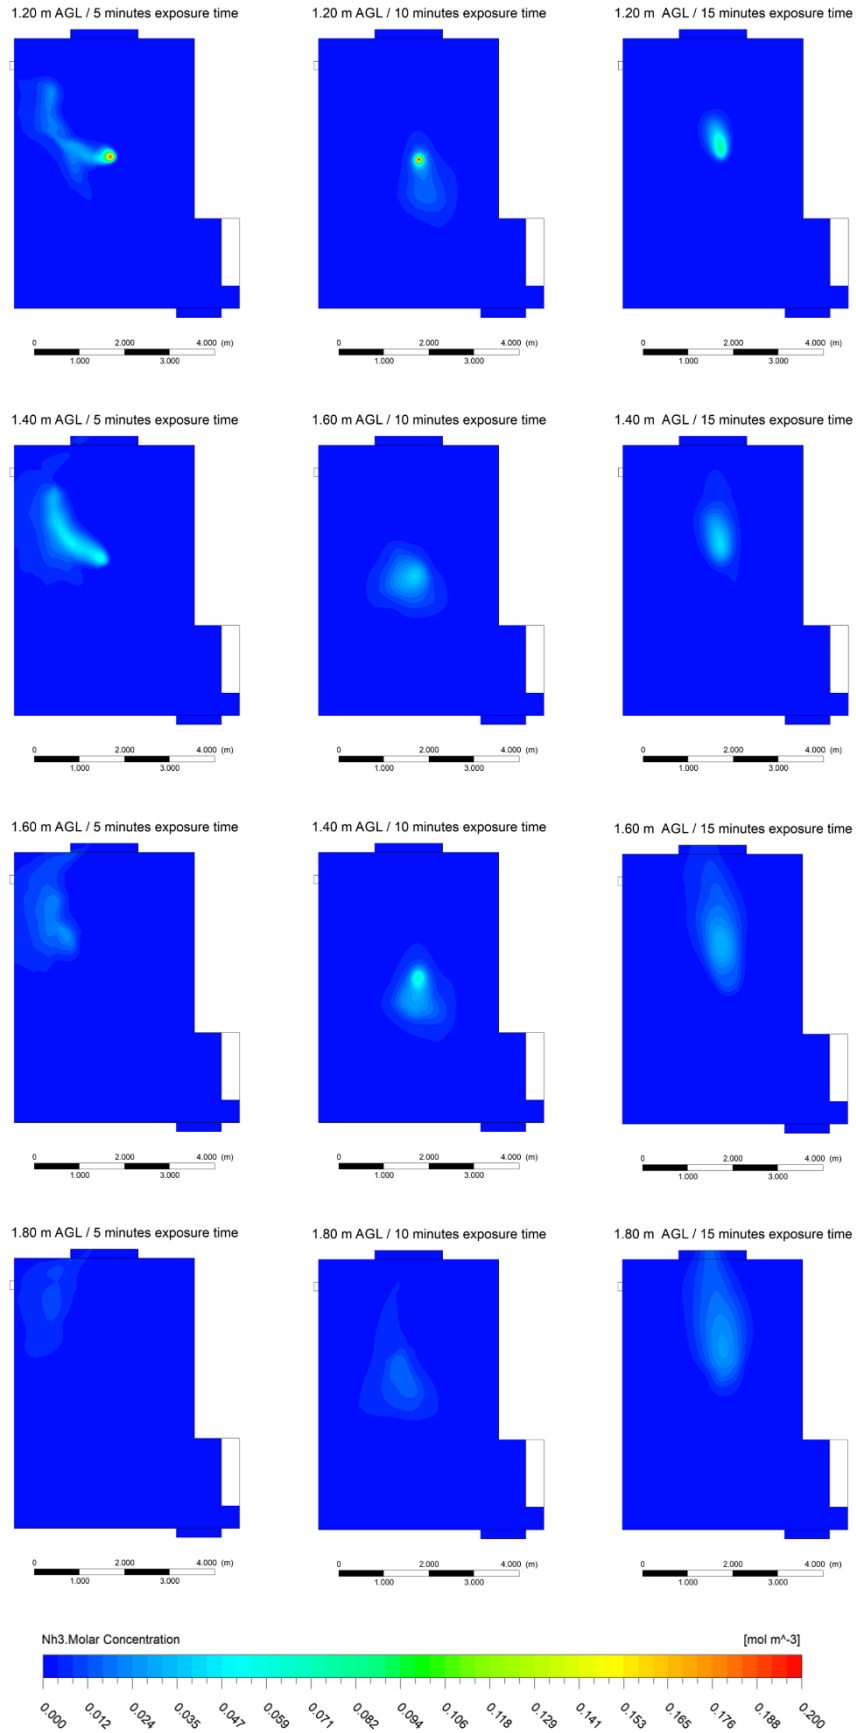 1.20 m AGL / 5 minutes exposure time 1.20 m AGL / 10 minutes exposure time 1.20 m AGL / 15 minutes exposure time
0 2.000 4.000 (m) 0 2.000 4.000 (m) 0 2.000 4.000 (m)
1.000 3.000 1.000 3.000 1.000 3.000
1.40 m AGL / 5 minutes exposure time 1.60 m AGL / 10 minutes exposure time 1.40 m AGL / 15 minutes exposure time
0 2.000 4.000 (m) 0 2.000 4.000 (m) 0 2.000 4.000 (m)
1.000 3.000 1.000 3.000 1.000 3.000
1.60 m AGL / 5 minutes exposure time 1.40 m AGL / 10 minutes exposure time 1.60 m AGL / 15 minutes exposure time
0 2.000 4.000 (m) 0 2.000 4.000 (m) 0 2.000 4.000 (m)
1.000 3.000 1.000 3.000 1.000 3.000
1.80 m AGL / 5 minutes exposure time 1.80 m AGL / 10 minutes exposure time 1.80 m AGL / 15 minutes exposure time
0 2.000 4.000 (m) 0 2.000 4.000 (m) 0 2.000 4.000 (m)
1.000 3.000 1.000 3.000 1.000 3.000
Nh3.Molar Concentration [mol m^-3]
0.000 0.012 0.024 0.035 0.047 0.059 0.071 0.082 0.094 0.106 0.118 0.129 0.141 0.153 0.165 0.176 0.188 0.200